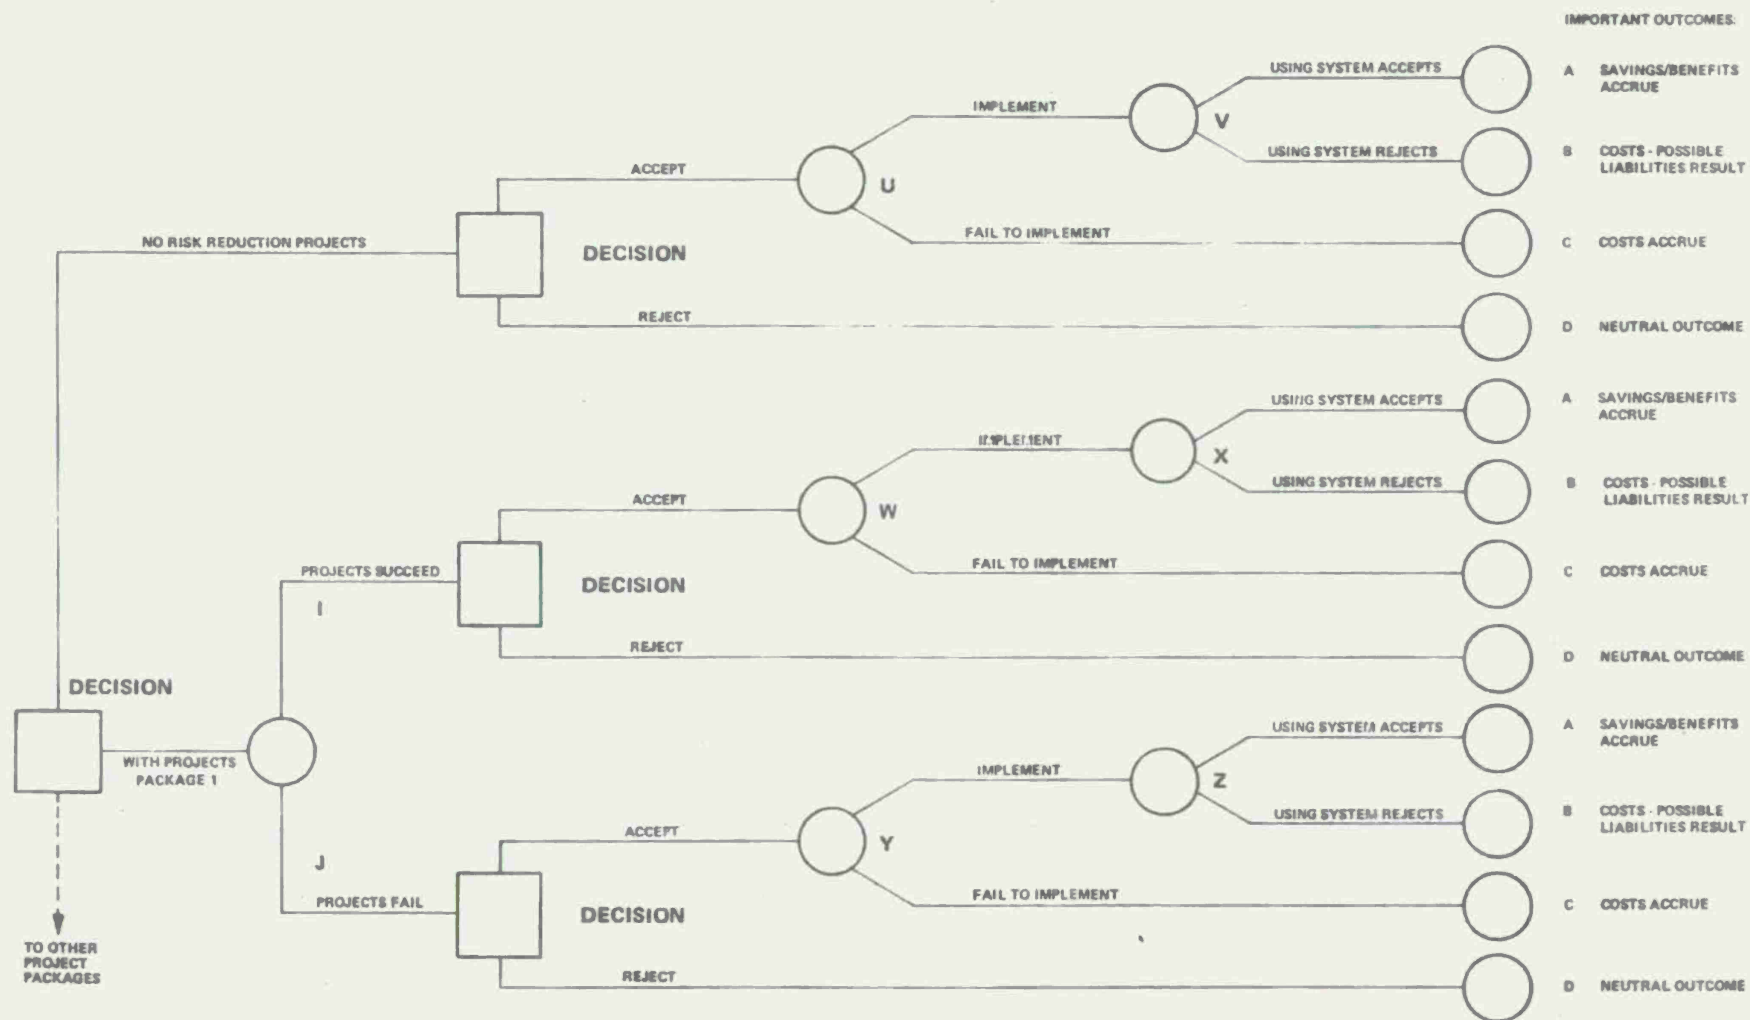 IMPORTANT OUTCOMES:
USING SYSTEM ACCEPTS
A SAVINGS/BENEFITS
ACCRUE
IMPLEMENT
V
USING SYSTEM REJECTS
B COSTS - POSSIBLE
LIABILITIES RESULT
ACCEPT
U
FAIL TO IMPLEMENT
C COSTS ACCRUE
NO RISK REDUCTION PROJECTS
DECISION
REJECT
D NEUTRAL OUTCOME
USING SYSTEM ACCEPTS
A SAVINGS/BENEFITS
ACCRUE
IMPLEMENT
X
USING SYSTEM REJECTS
B COSTS - POSSIBLE
LIABILITIES RESULT
ACCEPT
W
FAIL TO IMPLEMENT
C COSTS ACCRUE
PROJECTS SUCCEED
I
DECISION
REJECT
D NEUTRAL OUTCOME
DECISION
WITH PROJECTS
PACKAGE 1
USING SYSTEM ACCEPTS
A SAVINGS/BENEFITS
ACCRUE
IMPLEMENT
Z
USING SYSTEM REJECTS
B COSTS - POSSIBLE
LIABILITIES RESULT
ACCEPT
Y
J
FAIL TO IMPLEMENT
C COSTS ACCRUE
PROJECTS FAIL
DECISION
REJECT
D NEUTRAL OUTCOME
TO OTHER
PROJECT
PACKAGES